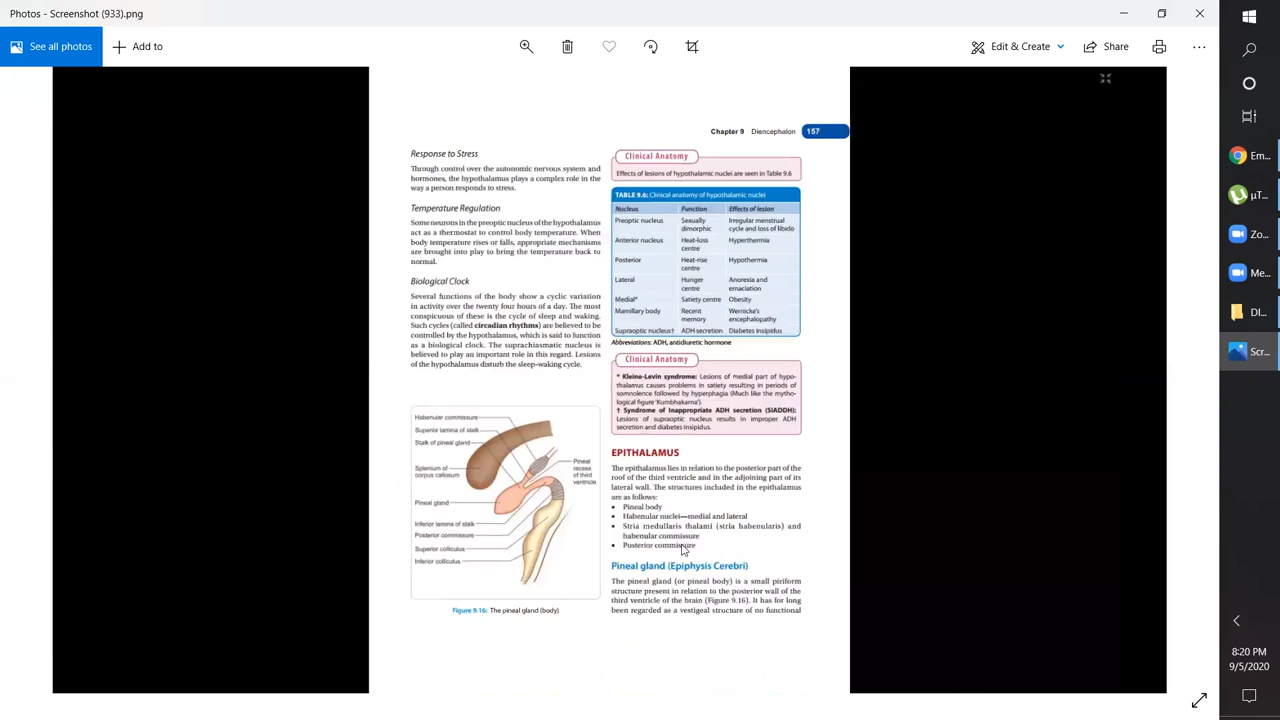 Photos - Screenshot (933).png
See all photos
Add to
Edit & Create
Share
Chapter 9 Diencephalon 157
Response to Stress
Through control over the autonomic nervous system and
hormones, the hypothalamus plays a complex role in the
way a person responds to stress.
Temperature Regulation
Some neurons in the preoptic nucleus of the hypothalamus
act as a thermostat to control body temperature. When
body temperature rises or falls, appropriate mechanisms
are brought into play to bring the temperature back to
normal.
Biological Clock
Several functions of the body show a cyclic variation
in activity over the twenty four hours of a day. The most
conspicuous of these is the cycle of sleep and waking.
Such cycles (called circadian rhythms) are believed to be
controlled by the hypothalamus, which is said to function
as a biological clock. The suprachiasmatic nucleus is
believed to play an important role in this regard. Lesions
of the hypothalamus disturb the sleep-waking cycle.
Habenular commissure
Superior lamina of stalk
Stalk of pineal gland
Splenium of
corpus callosum
Pineal gland
Inferior lamina of stalk
Posterior commissure
Superior colliculus
Inferior colliculus
Pineal
recess
of third
ventricle
Figure 9.16: The pineal gland (body)
Clinical Anatomy
Effects of lesions of hypothalamic nuclei are seen in Table 9.6
TABLE 9.6: Clinical anatomy of hypothalamic nuclei
Nucleus Function Effects of lesion
Preoptic nucleus Sexually Irregular menstrual
dimorphic cycle and loss of libido
Anterior nucleus Heat-loss Hyperthermia
centre
Posterior Heat-rise Hypothermia
centre
Lateral Hunger Anorexia and
centre emaciation
Medial* Satiety centre Obesity
Mamillary body Recent Wernicke's
memory encephalopathy
Supraoptic nucleus† ADH secretion Diabetes insipidus
Abbreviations: ADH, antidiuretic hormone
Clinical Anatomy
* Kleine-Levin syndrome: Lesions of medial part of hypo-
thalamus causes problems in satiety resulting in periods of
somnolence followed by hyperphagia (Much like the mytho-
logical figure 'Kumbhakarna').
† Syndrome of Inappropriate ADH secretion (SIADDH):
Lesions of supraoptic nucleus results in improper ADH
secretion and diabetes insipidus.
EPITHALAMUS
The epithalamus lies in relation to the posterior part of the
roof of the third ventricle and in the adjoining part of its
lateral wall. The structures included in the epithalamus
are as follows:
• Pineal body
• Habenular nuclei—medial and lateral
• Stria medullaris thalami (stria habenularis) and
habenular commissure
• Posterior commissure
Pineal gland (Epiphysis Cerebri)
The pineal gland (or pineal body) is a small piriform
structure present in relation to the posterior wall of the
third ventricle of the brain (Figure 9.16). It has for long
been regarded as a vestigeal structure of no functional
Em...
µT...
Zo...
Me...
DI...
8:20 PM
9/5/2020